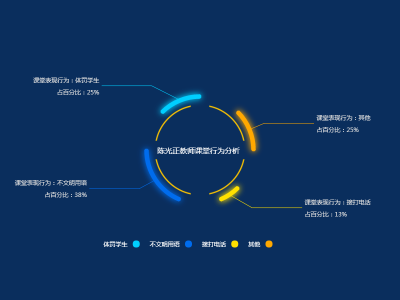 课堂表现行为：体罚学生
占百分比：25%
课堂表现行为：其他
占百分比：25%
陈光正教师课堂行为分析
课堂表现行为：不文明用语
占百分比：38%
课堂表现行为：接打电话
占百分比：13%
体罚学生 不文明用语 接打电话 其他